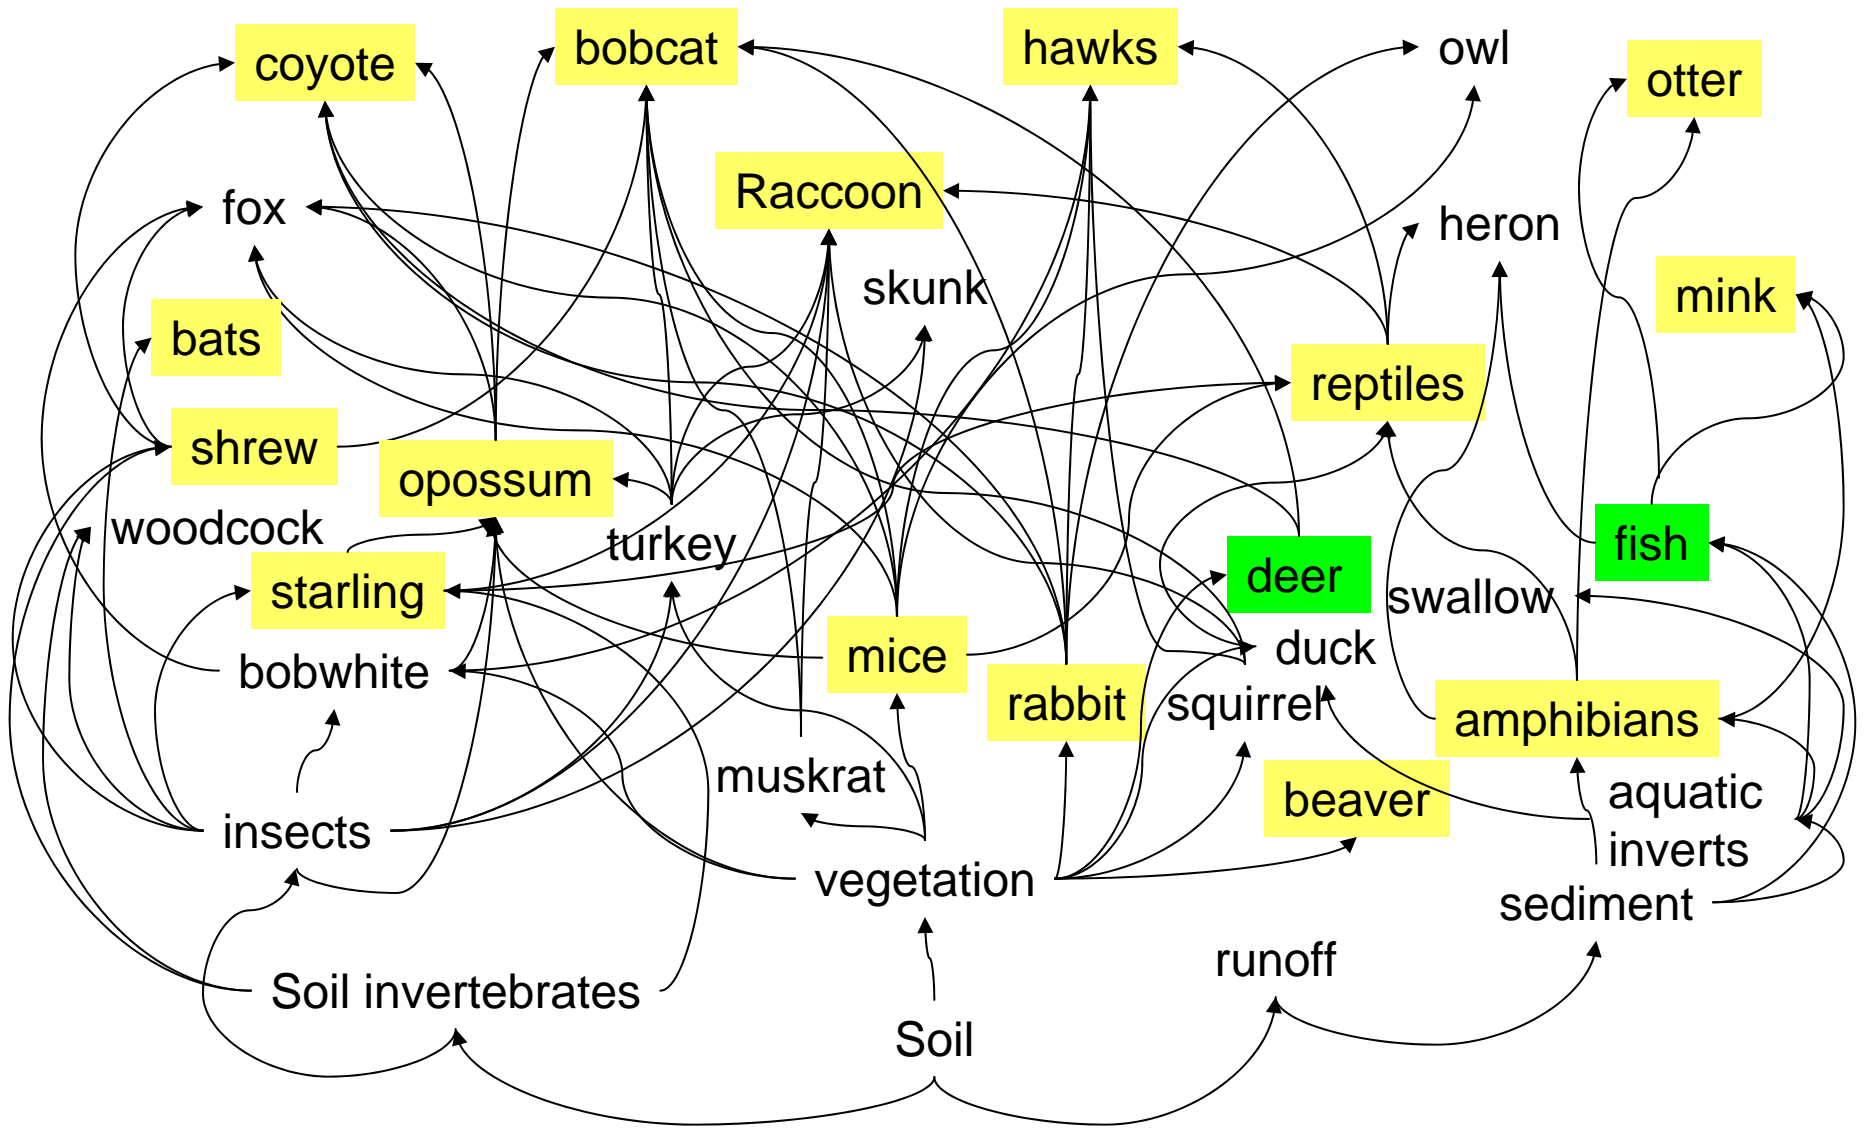 coyote
bobcat
hawks
owl
otter
Raccoon
fox
heron
skunk
mink
bats
reptiles
shrew
opossum
woodcock
turkey
fish
deer
starling
swallow
bobwhite
mice
duck
rabbit
squirrel
amphibians
muskrat
beaver
aquatic
inverts
insects
vegetation
sediment
runoff
Soil invertebrates
Soil